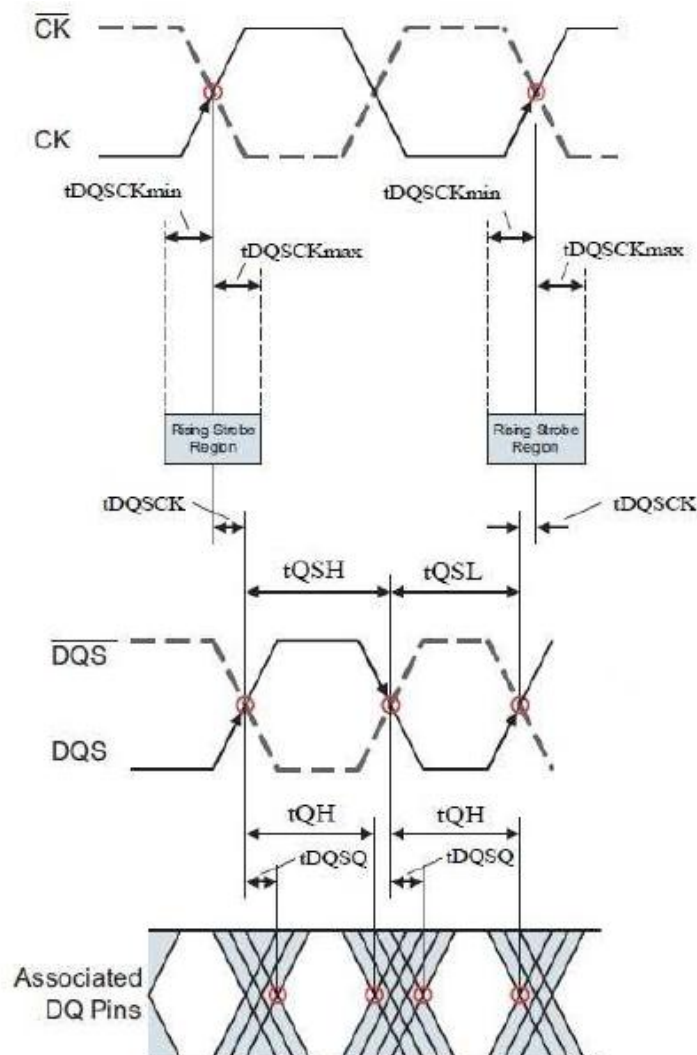 CK
CK
tDQSCKmin
tDQSCKmin
tDQSCKmax
tDQSCKmax
Rising Strobe
Region
Rising Strobe
Region
tDQSCK
tDQSCK
tQSH
tQSL
DQS
DQS
tQH
tQH
tDQSQ
tDQSQ
Associated
DQ Pins